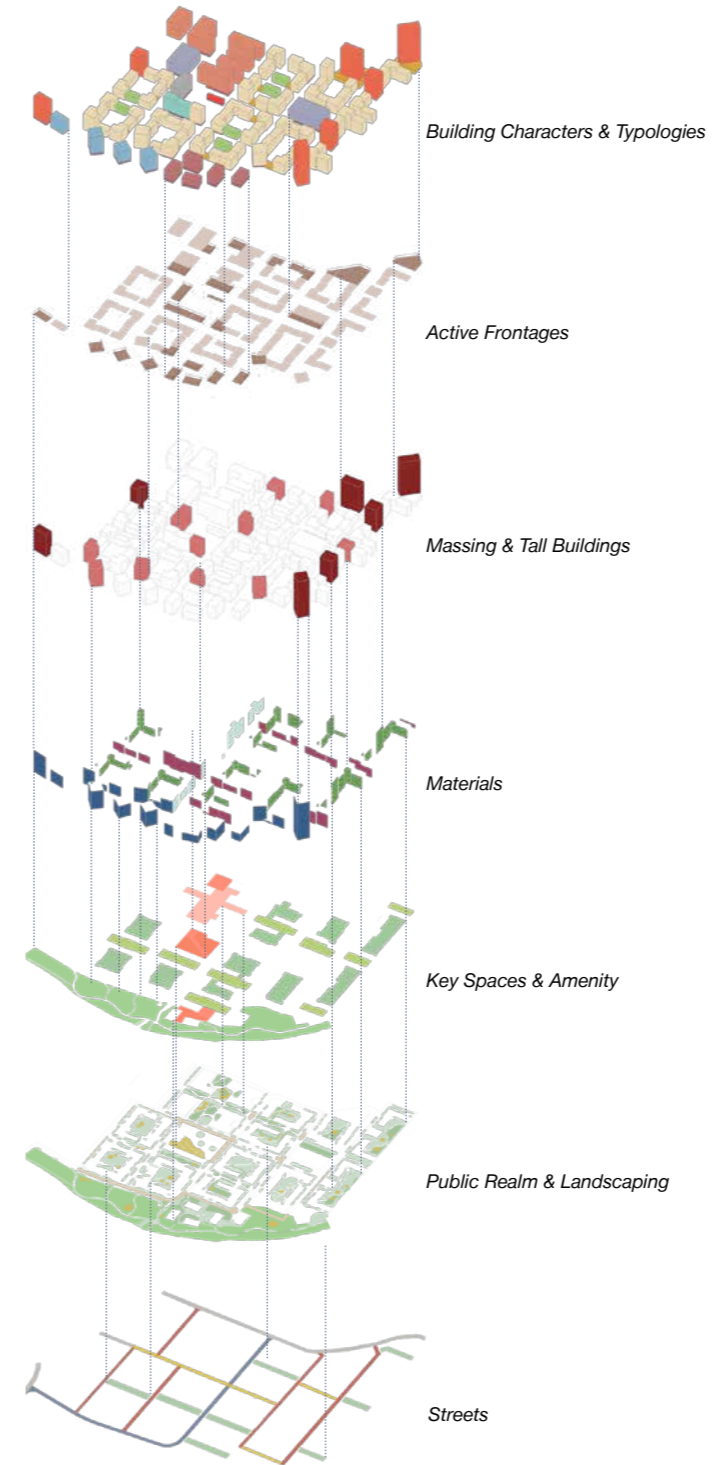 Building Characters & Typologies
Active Frontages
Massing & Tall Buildings
Materials
Key Spaces & Amenity
Public Realm & Landscaping
Streets